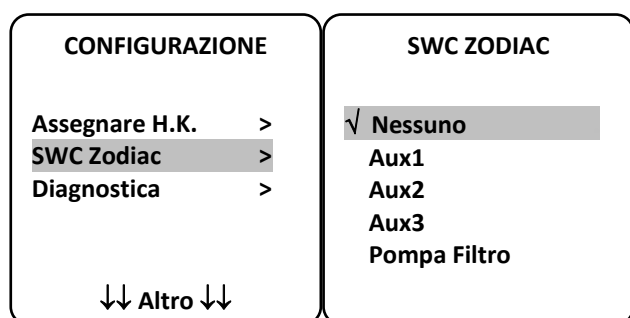 CONFIGURAZIONE
Assegnare H.K. >
SWC Zodiac >
Diagnostica >
↓↓ Altro ↓↓
SWC ZODIAC
√ Nessuno
Aux1
Aux2
Aux3
Pompa Filtro